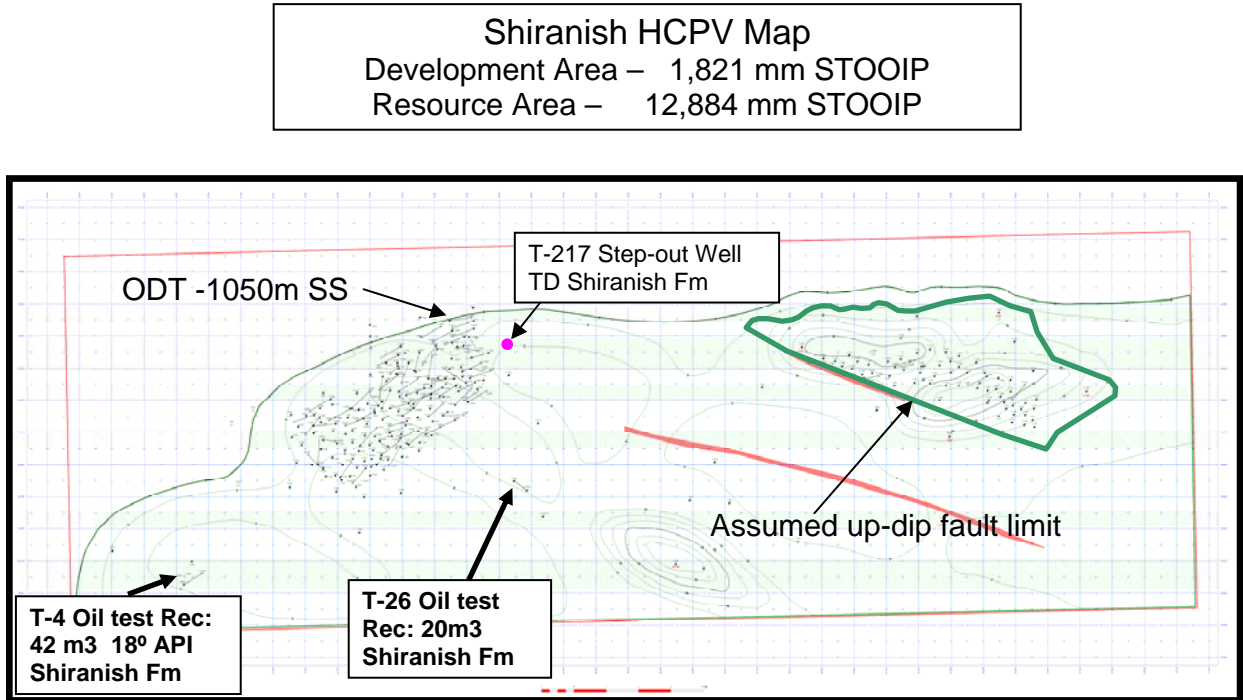 Shiranish HCPV Map
Development Area – 1,821 mm STOOIP
Resource Area – 12,884 mm STOOIP
T-217 Step-out Well
TD Shiranish Fm
ODT -1050m SS
Assumed up-dip fault limit
T-4 Oil test Rec:
42 m3 18º API
Shiranish Fm
T-26 Oil test
Rec: 20m3
Shiranish Fm